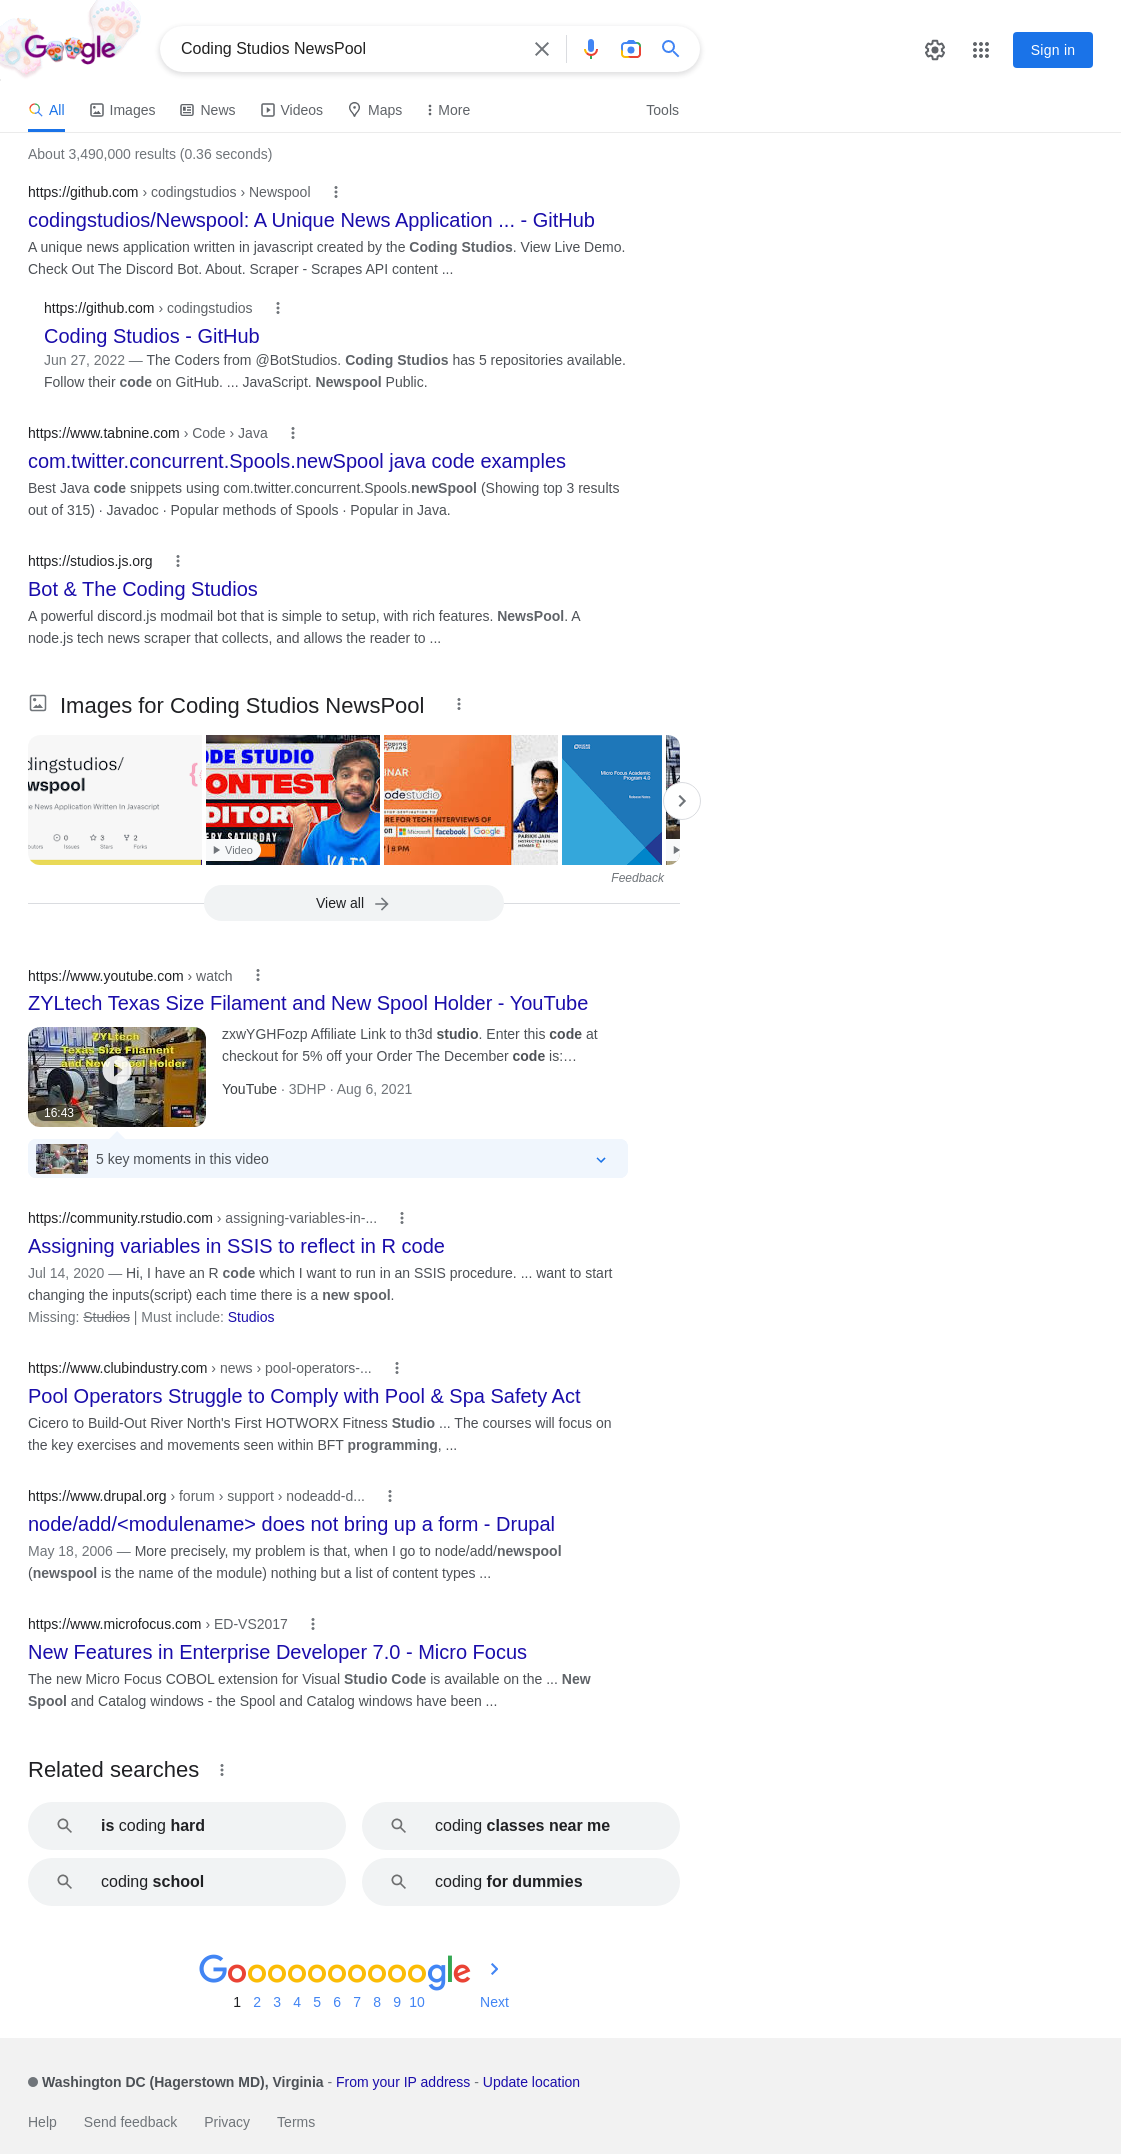 Google
Coding Studios NewsPool
Sign in
All
Images
News
Videos
Maps
More
Tools
About 3,490,000 results (0.36 seconds)
https://github.com › codingstudios › Newspool
codingstudios/Newspool: A Unique News Application ... - GitHub
A unique news application written in javascript created by the Coding Studios. View Live Demo.
Check Out The Discord Bot. About. Scraper - Scrapes API content ...
https://github.com › codingstudios
Coding Studios - GitHub
Jun 27, 2022 — The Coders from @BotStudios. Coding Studios has 5 repositories available.
Follow their code on GitHub. ... JavaScript. Newspool Public.
https://www.tabnine.com › Code › Java
com.twitter.concurrent.Spools.newSpool java code examples
Best Java code snippets using com.twitter.concurrent.Spools.newSpool (Showing top 3 results
out of 315) · Javadoc · Popular methods of Spools · Popular in Java.
https://studios.js.org
Bot & The Coding Studios
A powerful discord.js modmail bot that is simple to setup, with rich features. NewsPool. A
node.js tech news scraper that collects, and allows the reader to ...
Images for Coding Studios NewsPool
dingstudios/
wspool
e News Application Written In Javascript
0
3
2
Issues
Stars
Forks
ODE STUDIO
ONTEST
DITORIAL
ERY SATURDAY
Video
CODING
INAR
odestudio
RE FOR TECH INTERVIEWS OF
Microsoft
facebook
Google
| 8 PM
PARIKH JAIN
Micro Focus Academic
Program 4.0
Release Notes
Feedback
View all
https://www.youtube.com › watch
ZYLtech Texas Size Filament and New Spool Holder - YouTube
ZYLtech
Texas Size Filament
and New Spool Holder
16:43
zxwYGHFozp Affiliate Link to th3d studio. Enter this code at
checkout for 5% off your Order The December code is:…
YouTube · 3DHP · Aug 6, 2021
5 key moments in this video
https://community.rstudio.com › assigning-variables-in-...
Assigning variables in SSIS to reflect in R code
Jul 14, 2020 — Hi, I have an R code which I want to run in an SSIS procedure. ... want to start
changing the inputs(script) each time there is a new spool.
Missing: Studios | Must include: Studios
https://www.clubindustry.com › news › pool-operators-...
Pool Operators Struggle to Comply with Pool & Spa Safety Act
Cicero to Build-Out River North's First HOTWORX Fitness Studio ... The courses will focus on
the key exercises and movements seen within BFT programming, ...
https://www.drupal.org › forum › support › nodeadd-d...
node/add/<modulename> does not bring up a form - Drupal
May 18, 2006 — More precisely, my problem is that, when I go to node/add/newspool
(newspool is the name of the module) nothing but a list of content types ...
https://www.microfocus.com › ED-VS2017
New Features in Enterprise Developer 7.0 - Micro Focus
The new Micro Focus COBOL extension for Visual Studio Code is available on the ... New
Spool and Catalog windows - the Spool and Catalog windows have been ...
Related searches
is coding hard
coding classes near me
coding school
coding for dummies
Goooooooooogle
1 2 3 4 5 6 7 8 9 10 Next
Washington DC (Hagerstown MD), Virginia - From your IP address - Update location
Help
Send feedback
Privacy
Terms